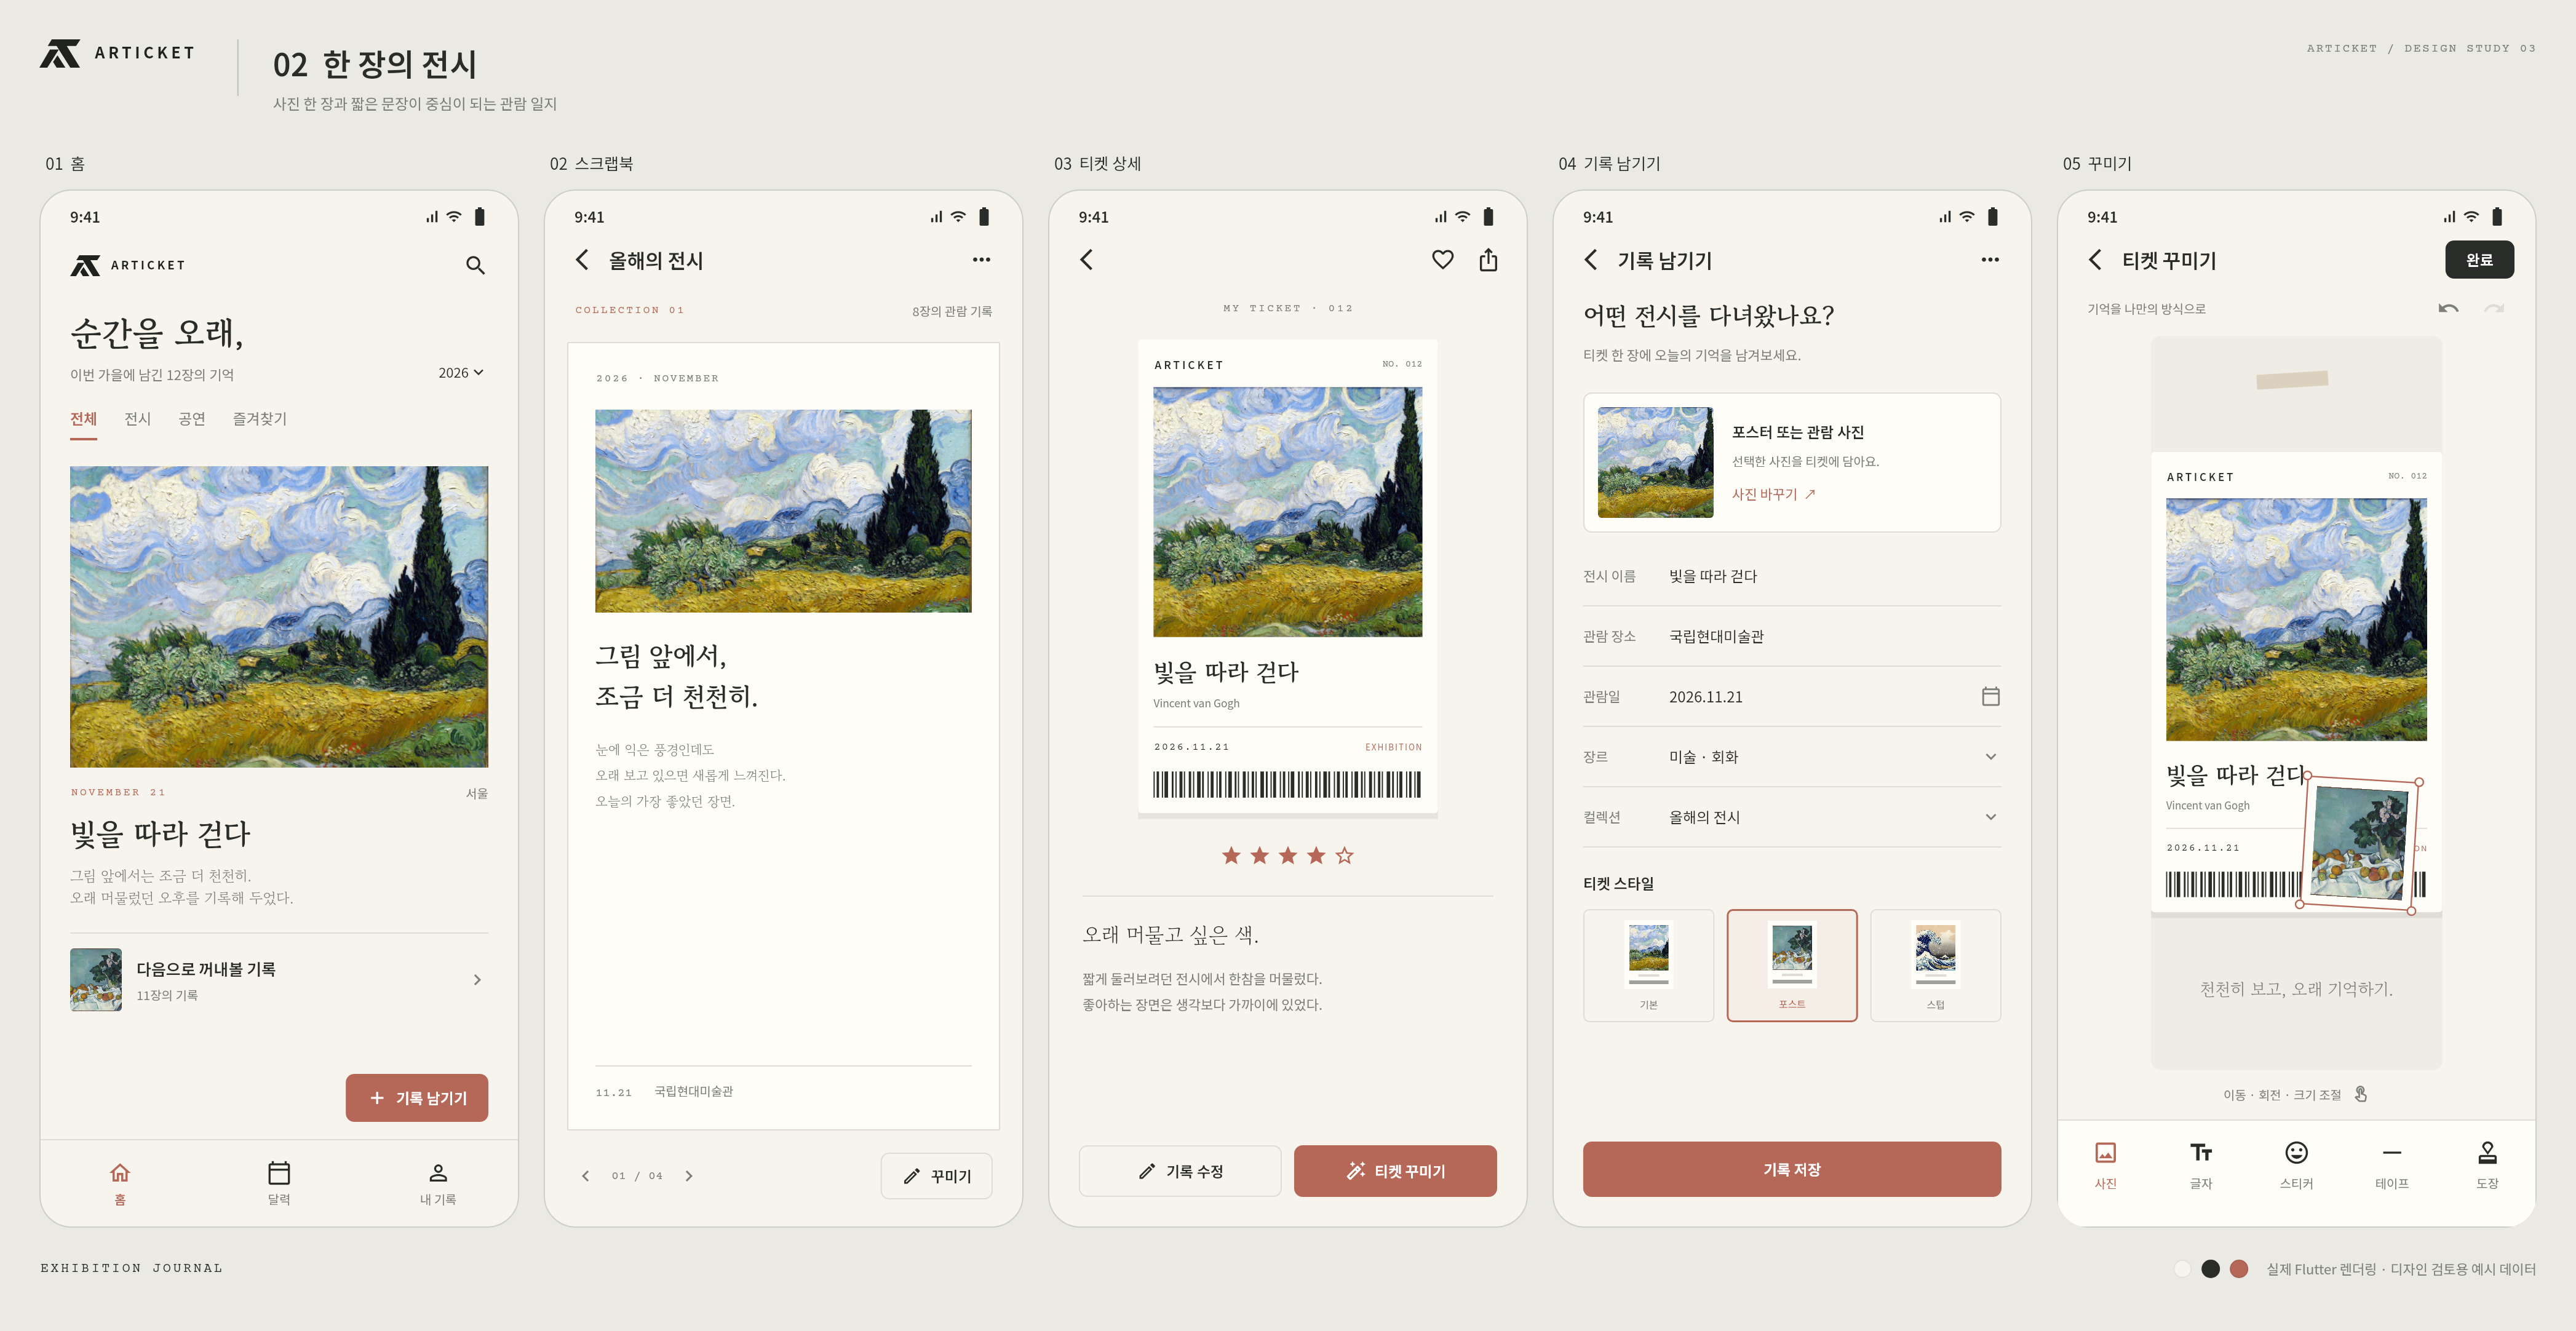 ARTICKET
02 한 장의 전시
사진 한 장과 짧은 문장이 중심이 되는 관람 일지
ARTICKET / DESIGN STUDY 03
01 홈
9:41
ARTICKET
순간을 오래,
이번 가을에 남긴 12장의 기억
2026
전체 전시 공연 즐겨찾기
NOVEMBER 21
서울
빛을 따라 걷다
그림 앞에서는 조금 더 천천히.
오래 머물렀던 오후를 기록해 두었다.
다음으로 꺼내볼 기록
11장의 기록
+ 기록 남기기
홈 달력 내 기록
02 스크랩북
9:41
올해의 전시
COLLECTION 01
8장의 관람 기록
2026 · NOVEMBER
그림 앞에서,
조금 더 천천히.
눈에 익은 풍경인데도
오래 보고 있으면 새롭게 느껴진다.
오늘의 가장 좋았던 장면.
11.21 국립현대미술관
01 / 04
꾸미기
03 티켓 상세
9:41
MY TICKET · 012
ARTICKET
NO. 012
빛을 따라 걷다
Vincent van Gogh
2026.11.21
EXHIBITION
오래 머물고 싶은 색.
짧게 둘러보려던 전시에서 한참을 머물렀다.
좋아하는 장면은 생각보다 가까이에 있었다.
기록 수정
티켓 꾸미기
04 기록 남기기
9:41
기록 남기기
어떤 전시를 다녀왔나요?
티켓 한 장에 오늘의 기억을 남겨보세요.
포스터 또는 관람 사진
선택한 사진을 티켓에 담아요.
사진 바꾸기 ↗
전시 이름 빛을 따라 걷다
관람 장소 국립현대미술관
관람일 2026.11.21
장르 미술 · 회화
컬렉션 올해의 전시
티켓 스타일
기본 포스트 스텁
기록 저장
05 꾸미기
9:41
티켓 꾸미기
완료
기억을 나만의 방식으로
ARTICKET
NO. 012
빛을 따라 걷다
Vincent van Gogh
2026.11.21
ON
천천히 보고, 오래 기억하기.
이동 · 회전 · 크기 조절
사진 글자 스티커 테이프 도장
EXHIBITION JOURNAL
실제 Flutter 렌더링 · 디자인 검토용 예시 데이터